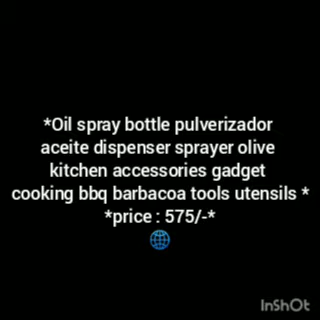 *Oil spray bottle pulverizador
aceite dispenser sprayer olive
kitchen accessories gadget
cooking bbq barbacoa tools utensils *
*price : 575/-*
InShOt